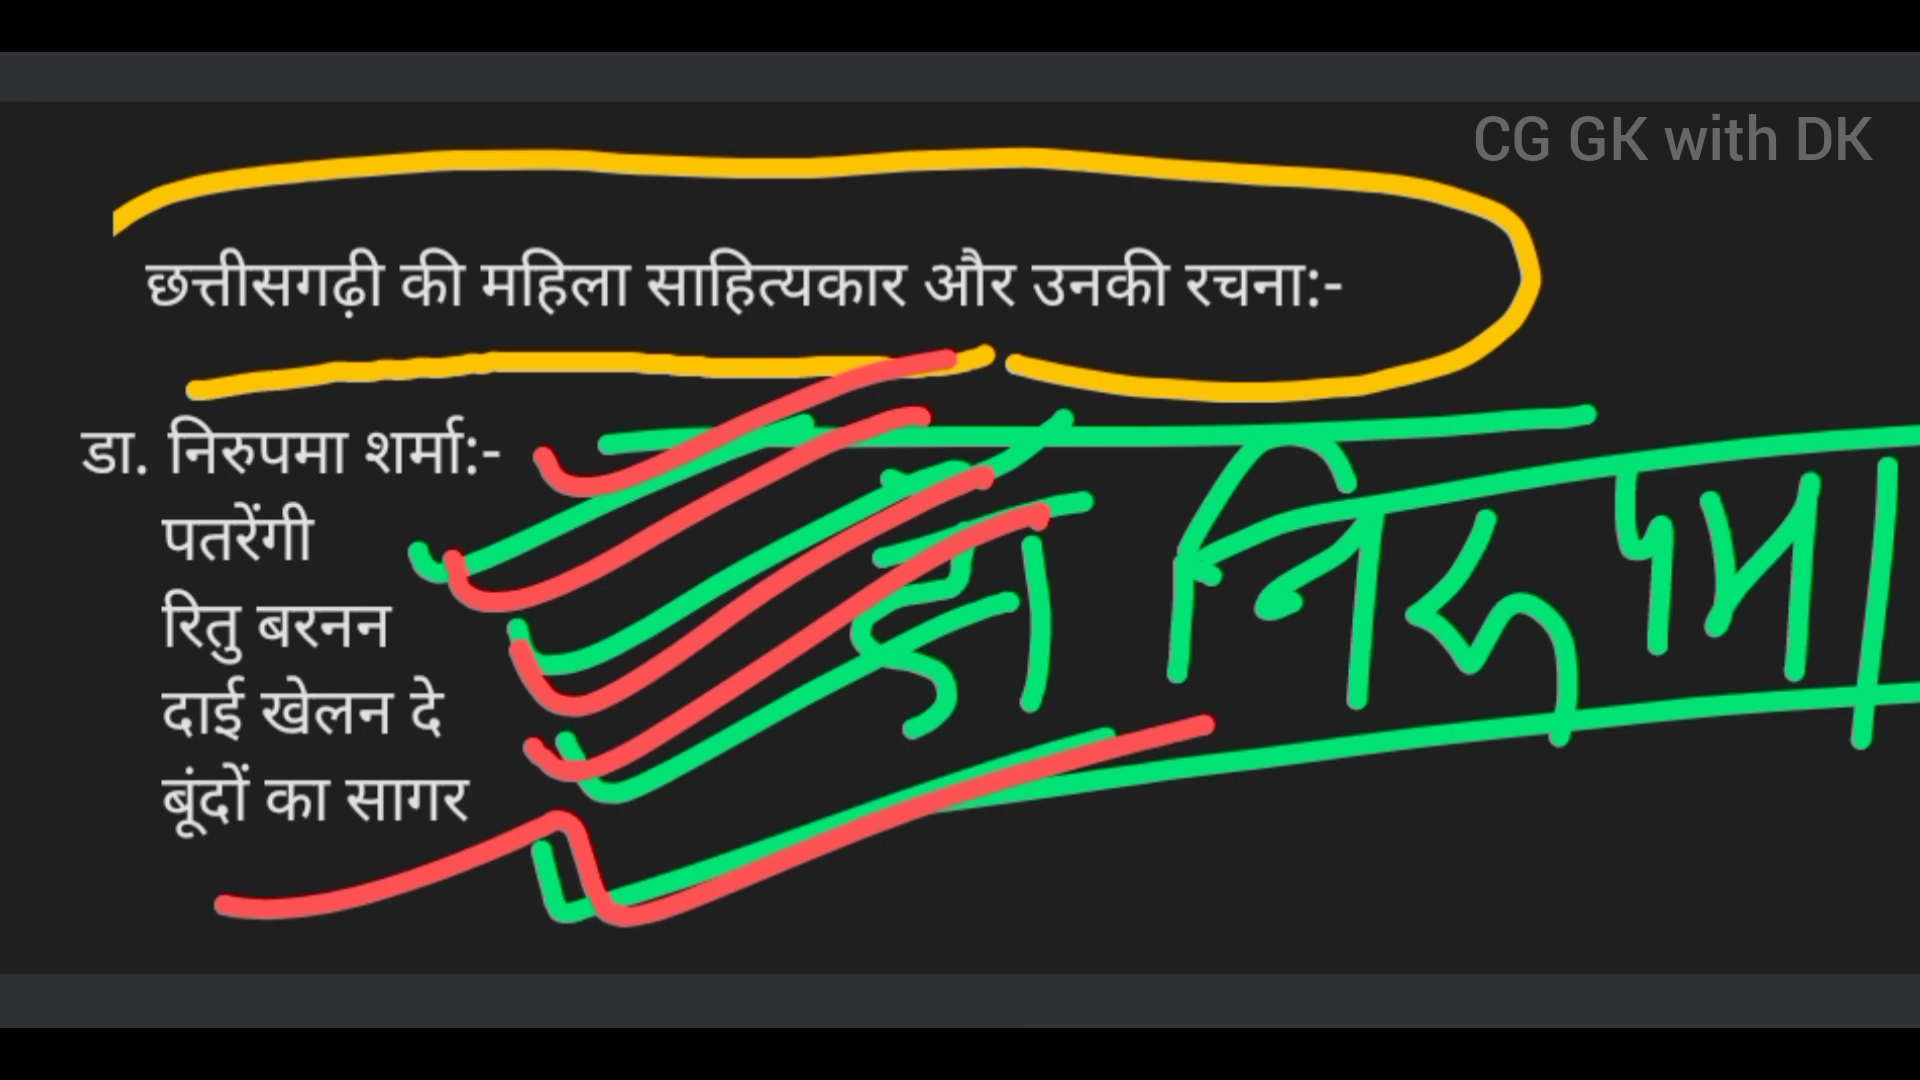 CG GK with DK
छत्तीसगढ़ी की महिला साहित्यकार और उनकी रचना:-
डा. निरुपमा शर्मा:-
पतरेंगी
रितु बरनन
दाई खेलन दे
बूंदों का सागर
डा निरूपमा